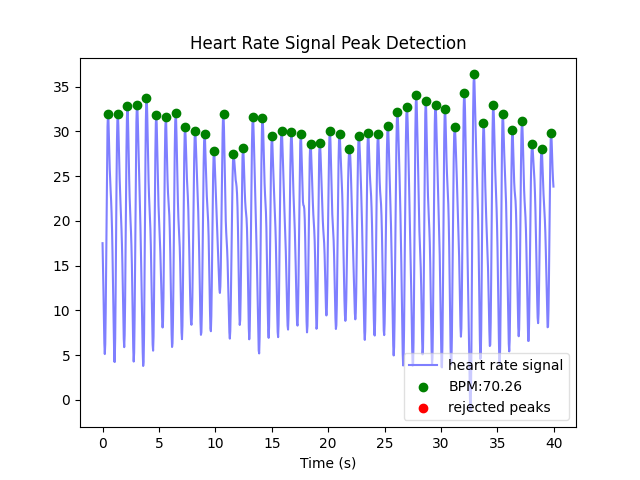 Heart Rate Signal Peak Detection
35
30
25
20
15
10
5
0
heart rate signal
BPM:70.26
rejected peaks
0 5 10 15 20 25 30 35 40
Time (s)